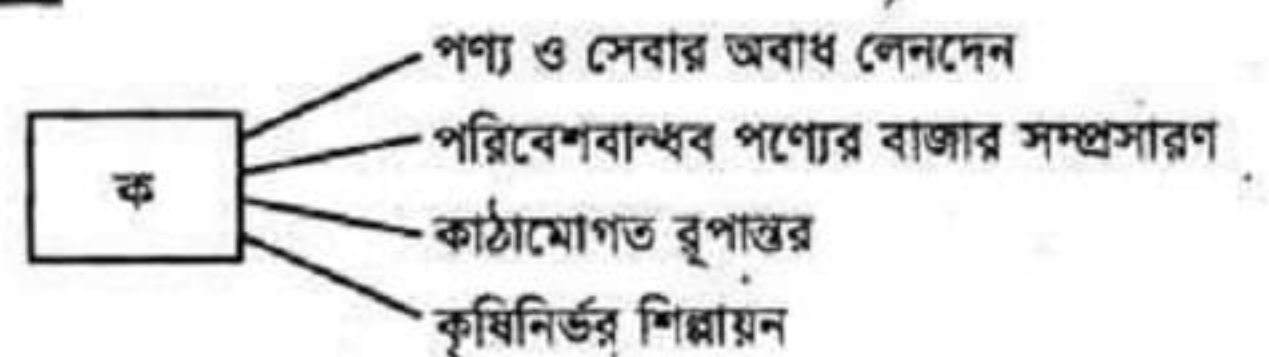 পণ্য ও সেবার অবাধ লেনদেন
পরিবেশবান্ধব পণ্যের বাজার সম্প্রসারণ
ক
কাঠামোগত রূপান্তর
কৃষিনির্ভর শিল্পায়ন